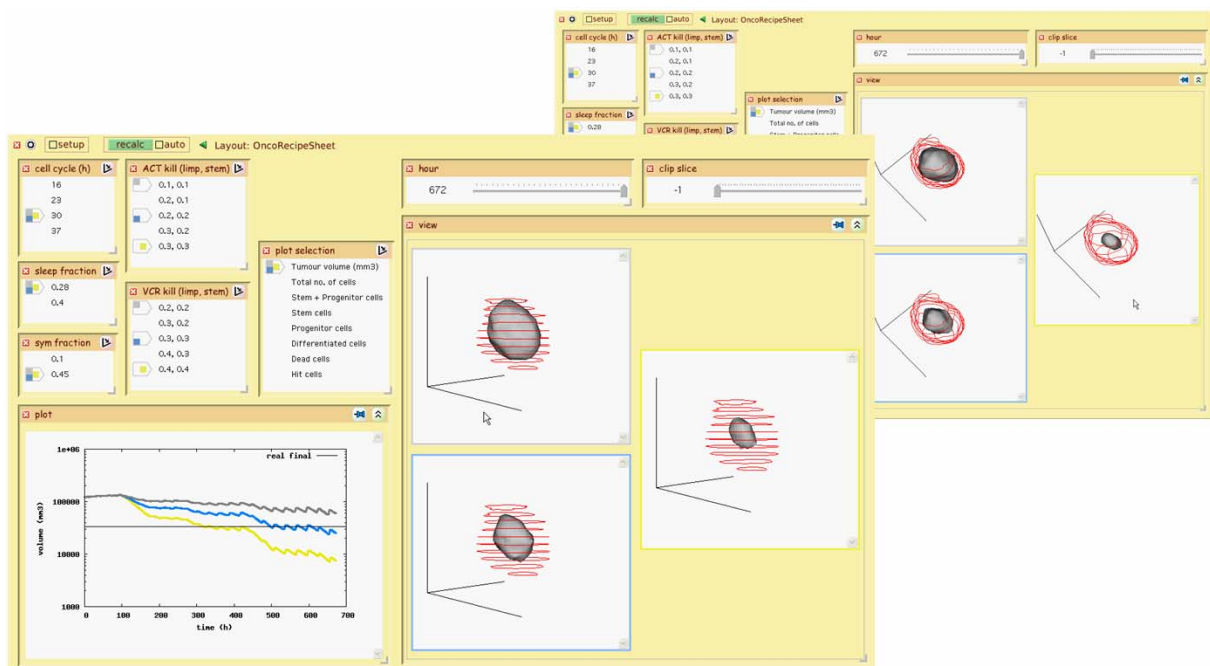 setup recalc auto Layout: OncoRecipeSheet
cell cycle (h)
16
23
30
37
ACT kill (limp, stem)
0.1, 0.1
0.2, 0.1
0.2, 0.2
0.3, 0.2
0.3, 0.3
hour
672
clip slice
-1
sleep fraction
0.28
plot selection
Tumour volume (mm3)
Total no. of cells
VCR kill (limp, stem)
view
setup recalc auto Layout: OncoRecipeSheet
cell cycle (h)
16
23
30
37
ACT kill (limp, stem)
0.1, 0.1
0.2, 0.1
0.2, 0.2
0.3, 0.2
0.3, 0.3
hour
672
clip slice
-1
sleep fraction
0.28
0.4
sym fraction
0.1
0.45
VCR kill (limp, stem)
0.2, 0.2
0.3, 0.2
0.3, 0.3
0.4, 0.3
0.4, 0.4
plot selection
Tumour volume (mm3)
Total no. of cells
Stem + Progenitor cells
Stem cells
Progenitor cells
Differentiated cells
Dead cells
Hit cells
view
plot
real final
1e+06
100000
10000
1000
volume (mm3)
0 100 200 300 400 500 600 700
time (h)